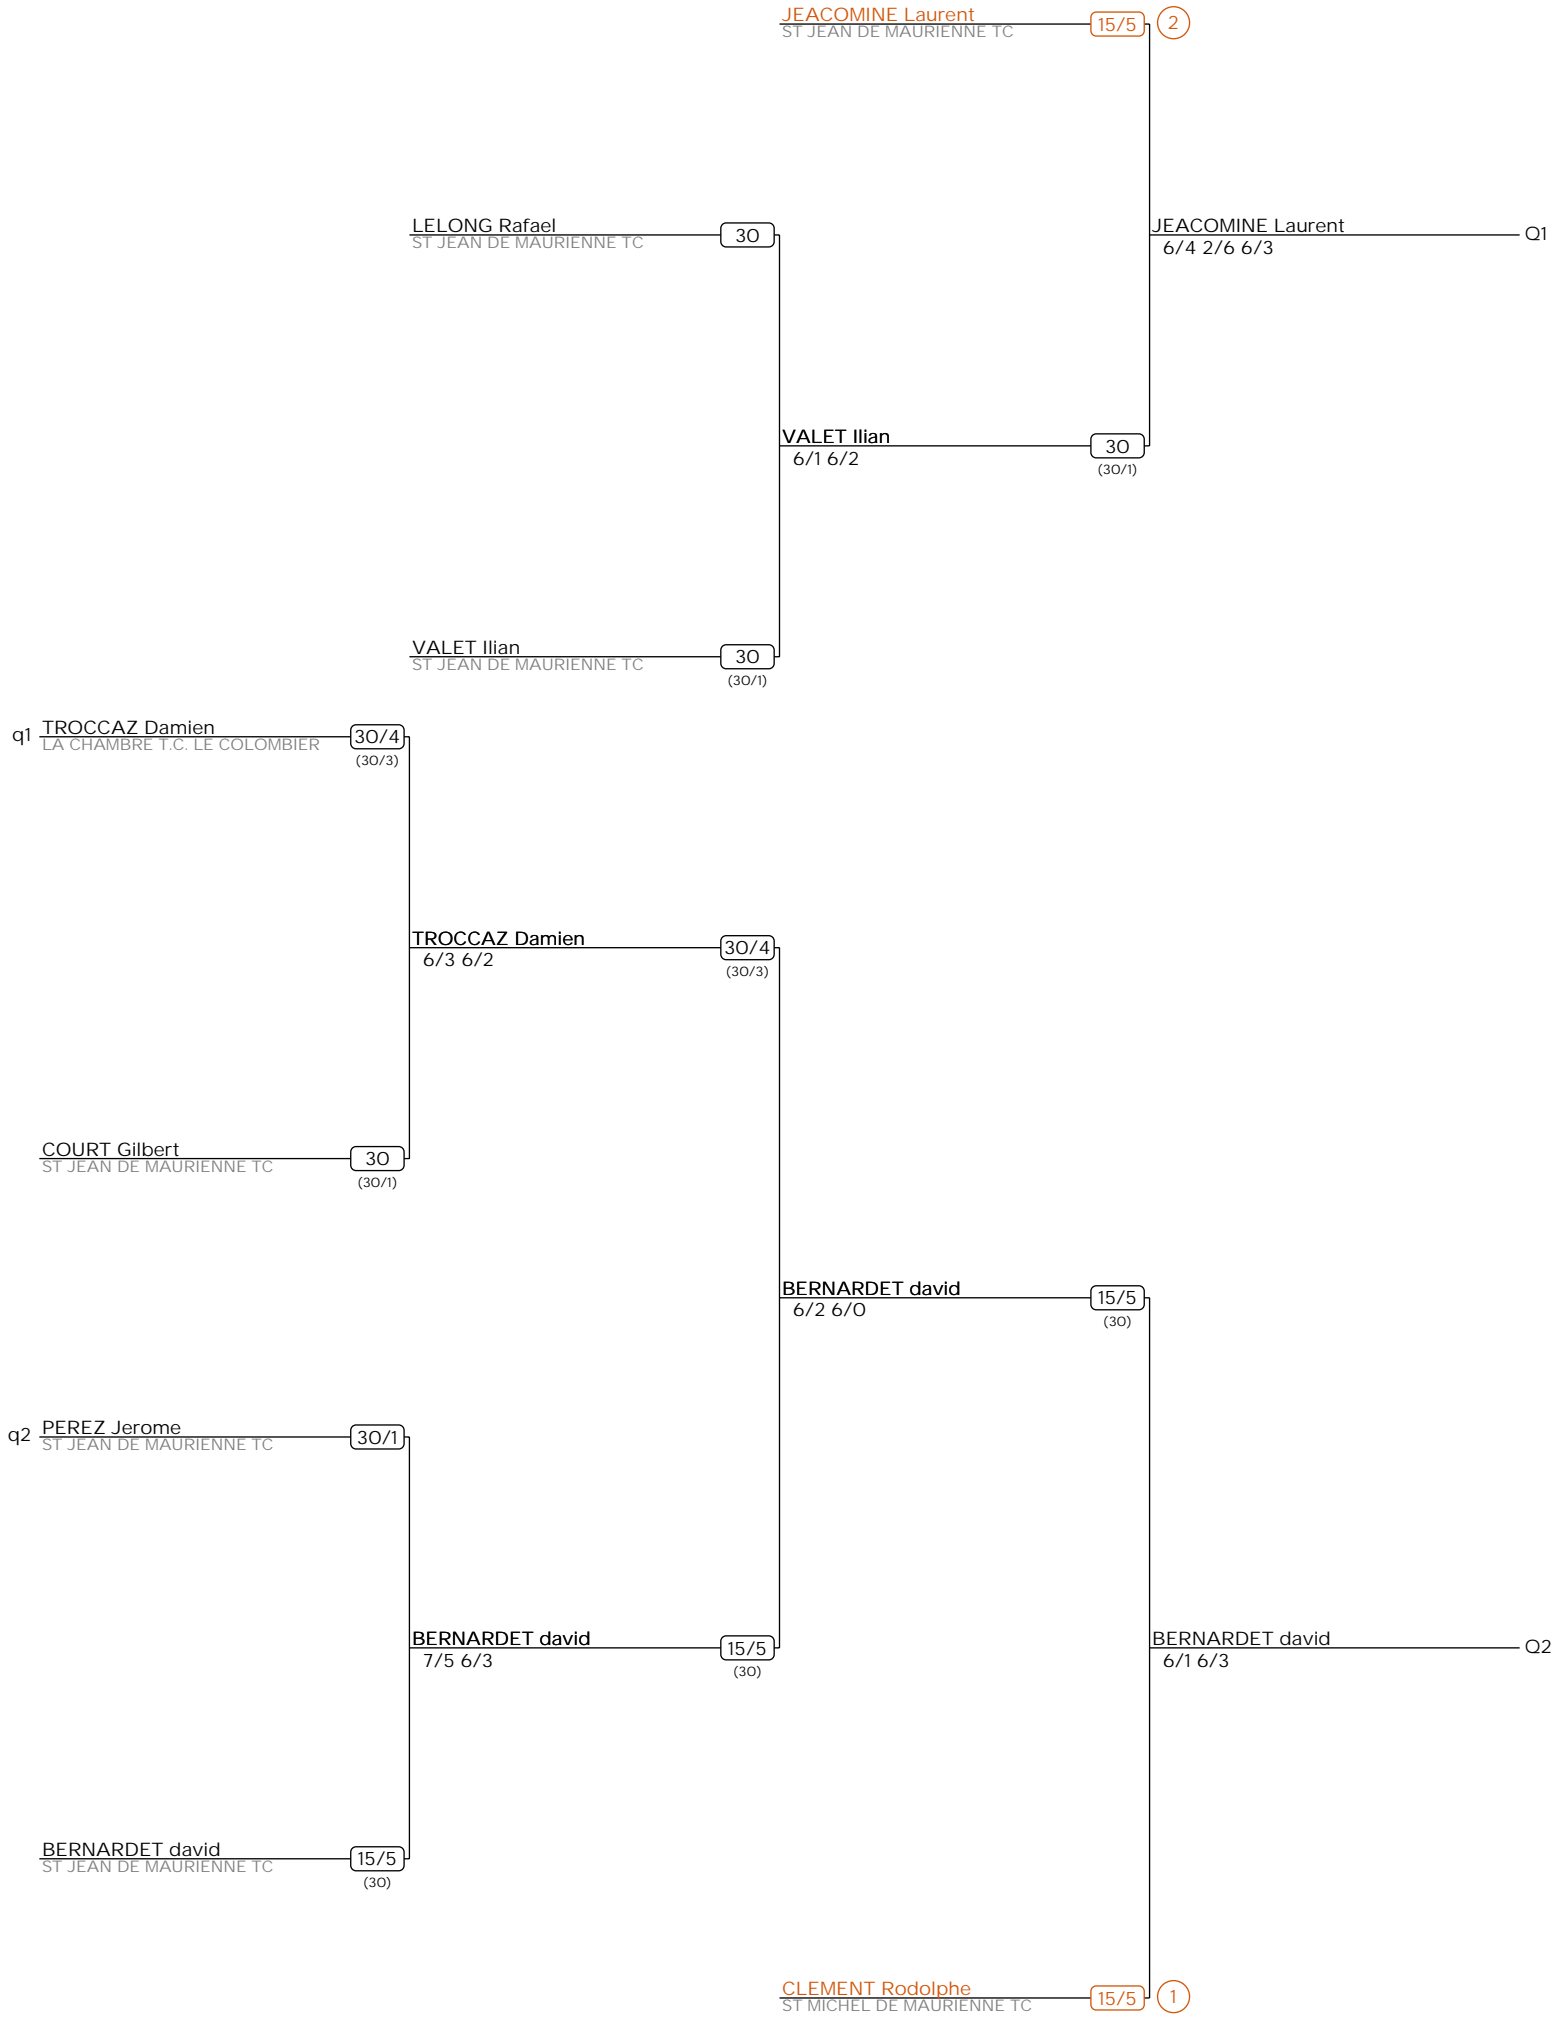 JEACOMINE Laurent
ST JEAN DE MAURIENNE TC
15/5
2
LELONG Rafael
ST JEAN DE MAURIENNE TC
30
JEACOMINE Laurent
6/4 2/6 6/3
Q1
VALET Ilian
6/1 6/2
30
(30/1)
VALET Ilian
ST JEAN DE MAURIENNE TC
30
(30/1)
q1
TROCCAZ Damien
LA CHAMBRE T.C. LE COLOMBIER
30/4
(30/3)
TROCCAZ Damien
6/3 6/2
30/4
(30/3)
COURT Gilbert
ST JEAN DE MAURIENNE TC
30
(30/1)
BERNARDET david
6/2 6/0
15/5
(30)
q2
PEREZ Jerome
ST JEAN DE MAURIENNE TC
30/1
BERNARDET david
7/5 6/3
15/5
(30)
BERNARDET david
6/1 6/3
Q2
BERNARDET david
ST JEAN DE MAURIENNE TC
15/5
(30)
CLEMENT Rodolphe
ST MICHEL DE MAURIENNE TC
15/5
1